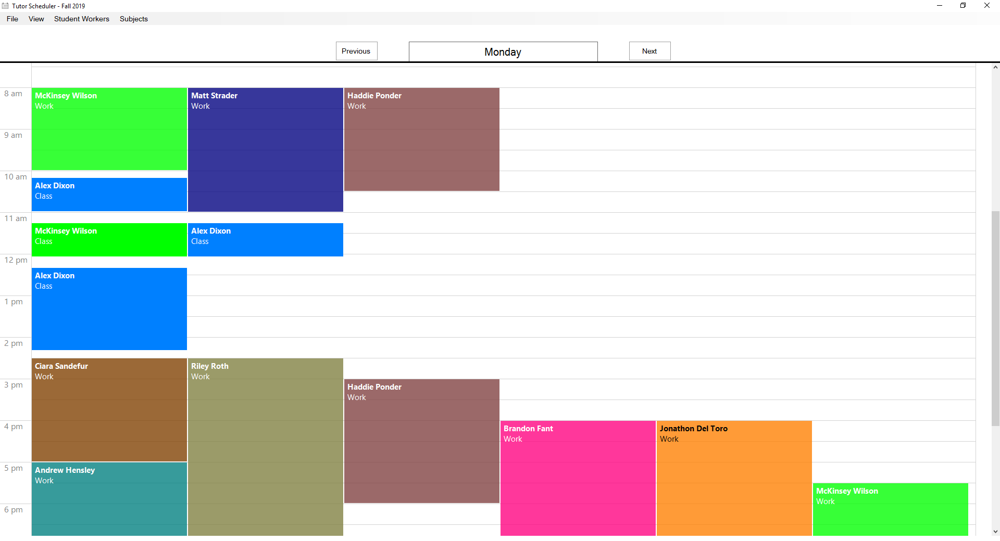 Tutor Scheduler - Fall 2019
File View Student Workers Subjects
Previous Monday Next
8 am
McKinsey Wilson
Work
Matt Strader
Work
Haddie Ponder
Work
9 am
10 am
Alex Dixon
Class
11 am
McKinsey Wilson
Class
Alex Dixon
Class
12 pm
Alex Dixon
Class
1 pm
2 pm
Ciara Sandefur
Work
Riley Roth
Work
3 pm
Haddie Ponder
Work
4 pm
Brandon Fant
Work
Jonathon Del Toro
Work
5 pm
Andrew Hensley
Work
McKinsey Wilson
Work
6 pm